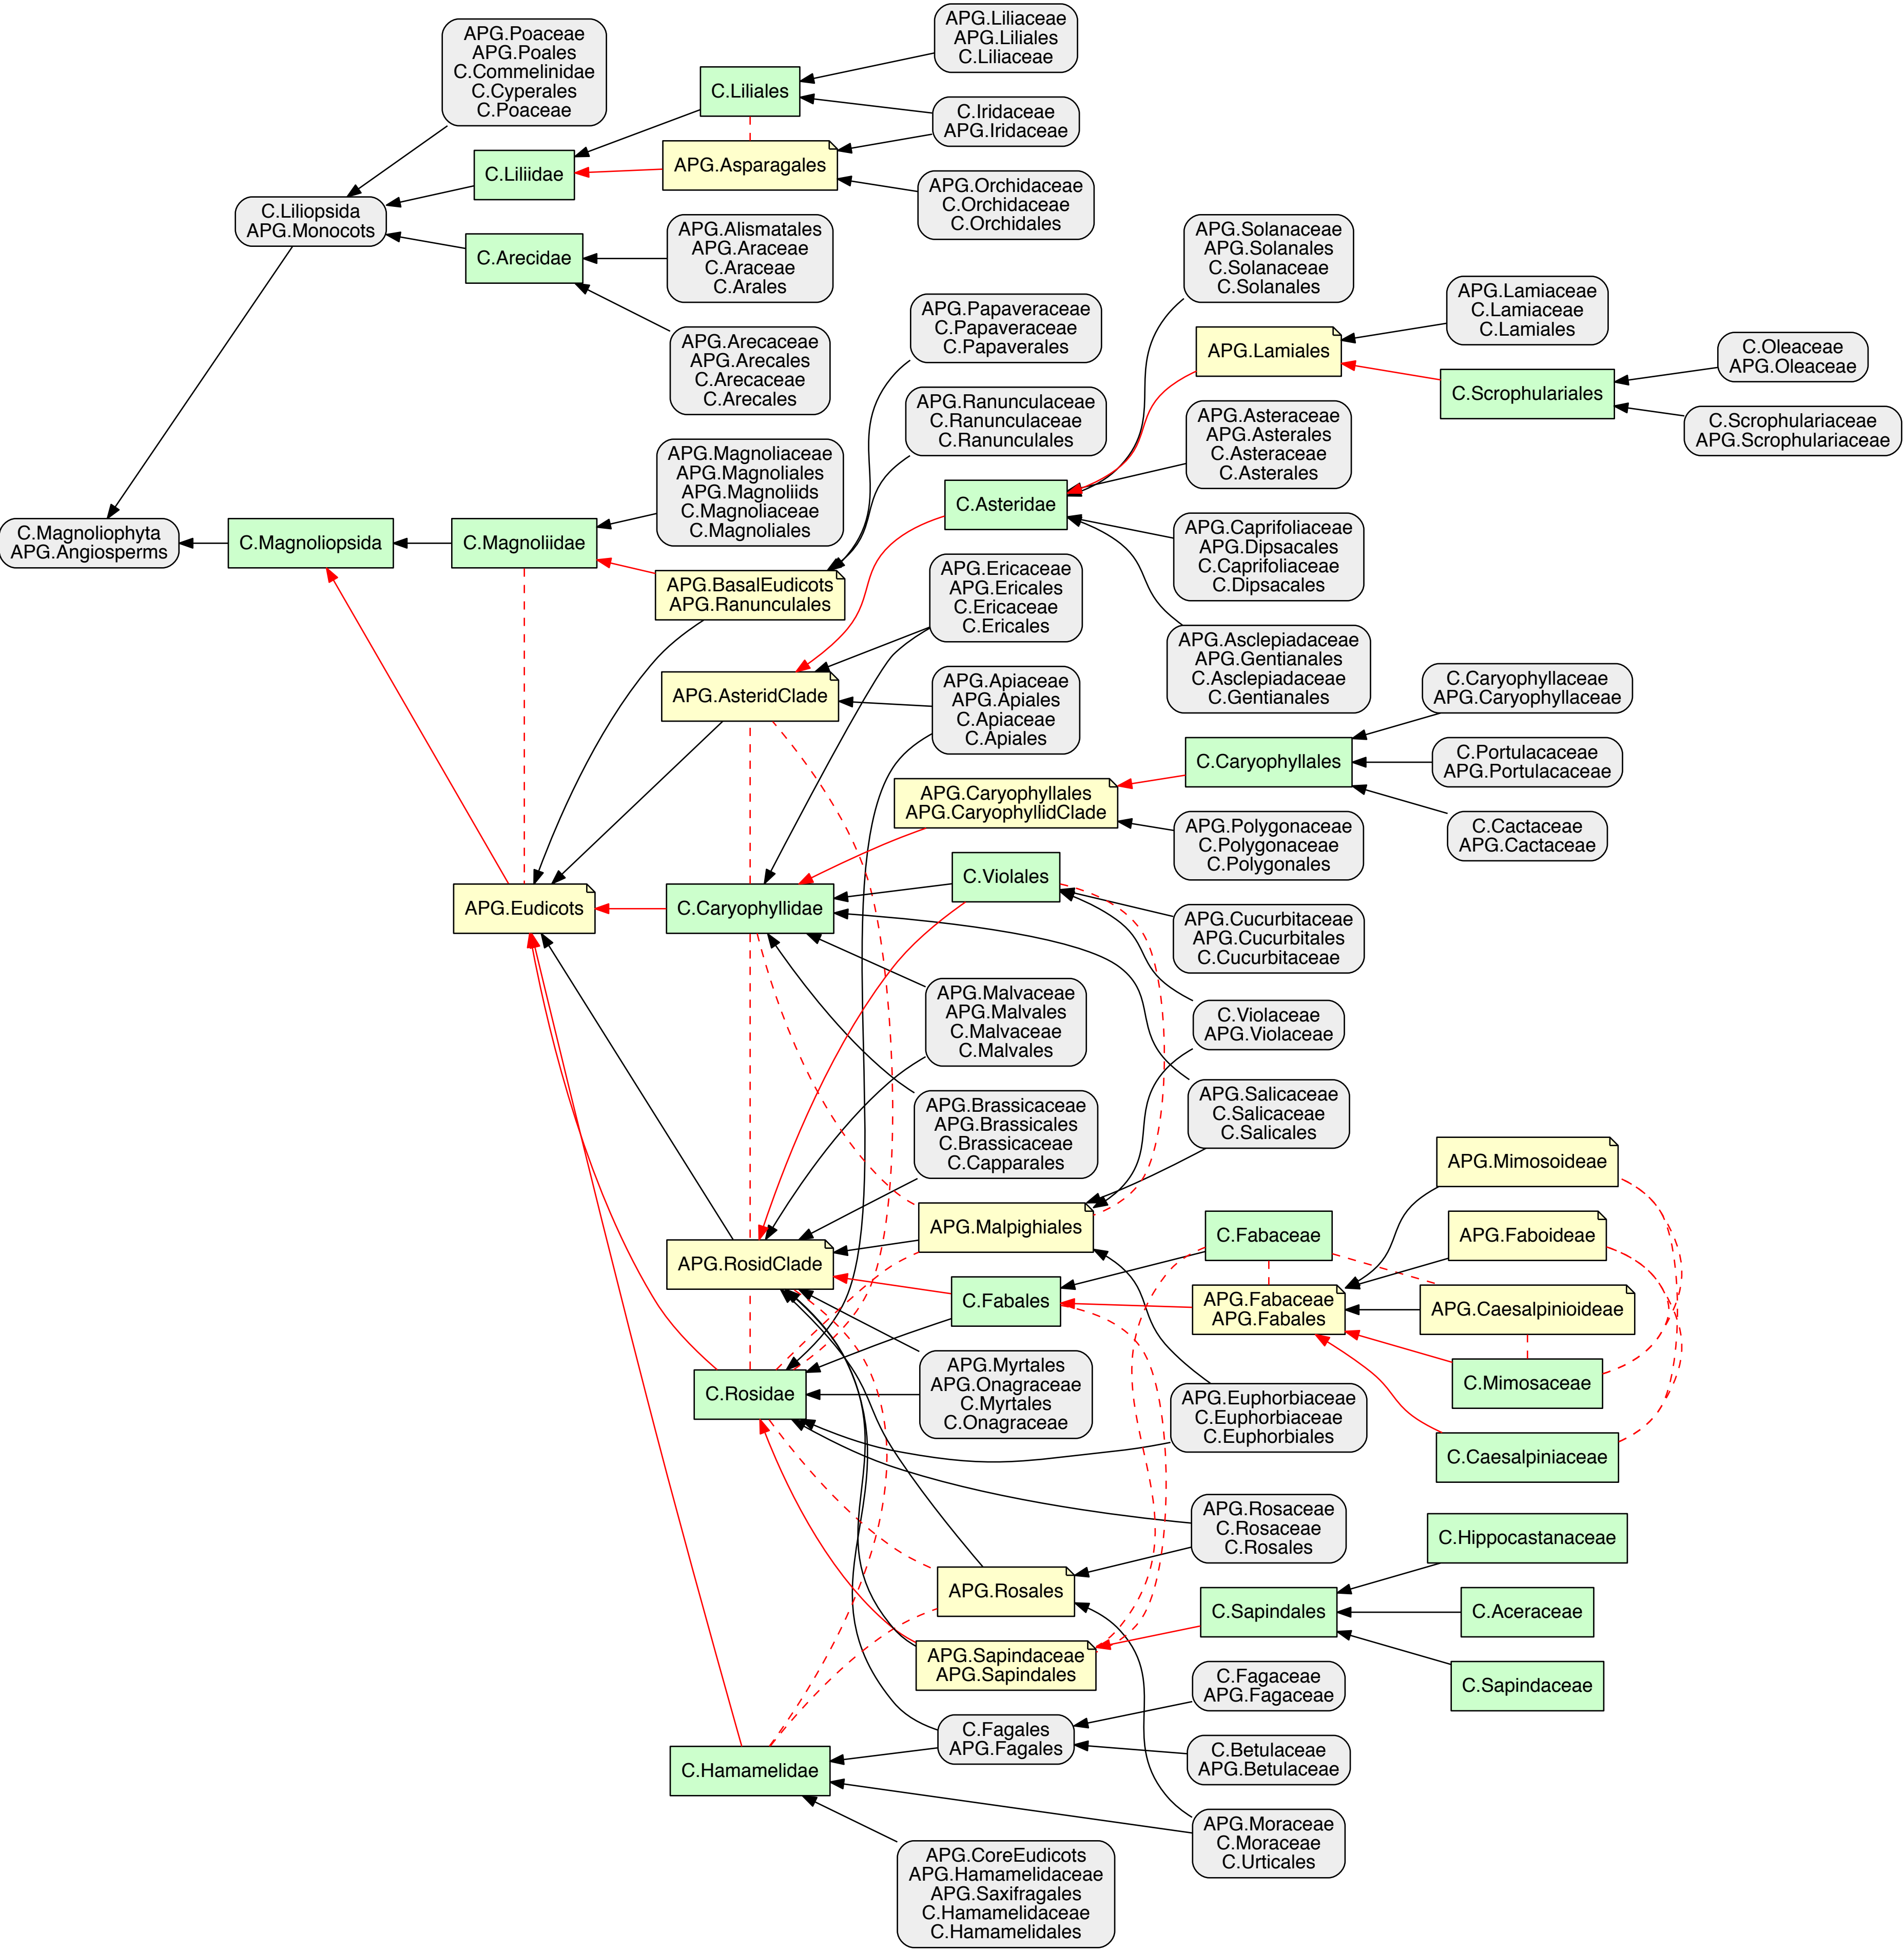 APG.Poaceae
APG.Poales
C.Commelinidae
C.Cyperales
C.Poaceae
C.Liliales
APG.Liliaceae
APG.Liliales
C.Liliaceae
C.Iridaceae
APG.Iridaceae
C.Liliidae
APG.Asparagales
APG.Orchidaceae
C.Orchidaceae
C.Orchidales
C.Liliopsida
APG.Monocots
C.Arecidae
APG.Alismatales
APG.Araceae
C.Araceae
C.Arales
APG.Arecaceae
APG.Arecales
C.Arecaceae
C.Arecales
APG.Papaveraceae
C.Papaveraceae
C.Papaverales
APG.Ranunculaceae
C.Ranunculaceae
C.Ranunculales
APG.Solanaceae
APG.Solanales
C.Solanaceae
C.Solanales
APG.Lamiaceae
C.Lamiaceae
C.Lamiales
APG.Lamiales
C.Scrophulariales
C.Oleaceae
APG.Oleaceae
C.Scrophulariaceae
APG.Scrophulariaceae
APG.Asteraceae
APG.Asterales
C.Asteraceae
C.Asterales
APG.Magnoliaceae
APG.Magnoliales
APG.Magnoliids
C.Magnoliaceae
C.Magnoliales
C.Asteridae
C.Magnoliophyta
APG.Angiosperms
C.Magnoliopsida
C.Magnoliidae
APG.Caprifoliaceae
APG.Dipsacales
C.Caprifoliaceae
C.Dipsacales
APG.BasalEudicots
APG.Ranunculales
APG.Ericaceae
APG.Ericales
C.Ericaceae
C.Ericales
APG.Asclepiadaceae
APG.Gentianales
C.Asclepiadaceae
C.Gentianales
APG.AsteridClade
APG.Apiaceae
APG.Apiales
C.Apiaceae
C.Apiales
C.Caryophyllaceae
APG.Caryophyllaceae
C.Caryophyllales
C.Portulacaceae
APG.Portulacaceae
APG.Caryophyllales
APG.CaryophyllidClade
C.Cactaceae
APG.Cactaceae
APG.Polygonaceae
C.Polygonaceae
C.Polygonales
C.Violales
APG.Eudicots
C.Caryophyllidae
APG.Cucurbitaceae
APG.Cucurbitales
C.Cucurbitaceae
APG.Malvaceae
APG.Malvales
C.Malvaceae
C.Malvales
C.Violaceae
APG.Violaceae
APG.Brassicaceae
APG.Brassicales
C.Brassicaceae
C.Capparales
APG.Salicaceae
C.Salicaceae
C.Salicales
APG.Mimosoideae
APG.Malpighiales
C.Fabaceae
APG.Faboideae
APG.RosidClade
C.Fabales
APG.Fabaceae
APG.Fabales
APG.Caesalpinioideae
C.Rosidae
APG.Myrtales
APG.Onagraceae
C.Myrtales
C.Onagraceae
C.Mimosaceae
APG.Euphorbiaceae
C.Euphorbiaceae
C.Euphorbiales
C.Caesalpiniaceae
APG.Rosaceae
C.Rosaceae
C.Rosales
C.Hippocastanaceae
APG.Rosales
C.Sapindales
C.Aceraceae
APG.Sapindaceae
APG.Sapindales
C.Sapindaceae
C.Fagaceae
APG.Fagaceae
C.Fagales
APG.Fagales
C.Betulaceae
APG.Betulaceae
C.Hamamelidae
APG.Moraceae
C.Moraceae
C.Urticales
APG.CoreEudicots
APG.Hamamelidaceae
APG.Saxifragales
C.Hamamelidaceae
C.Hamamelidales